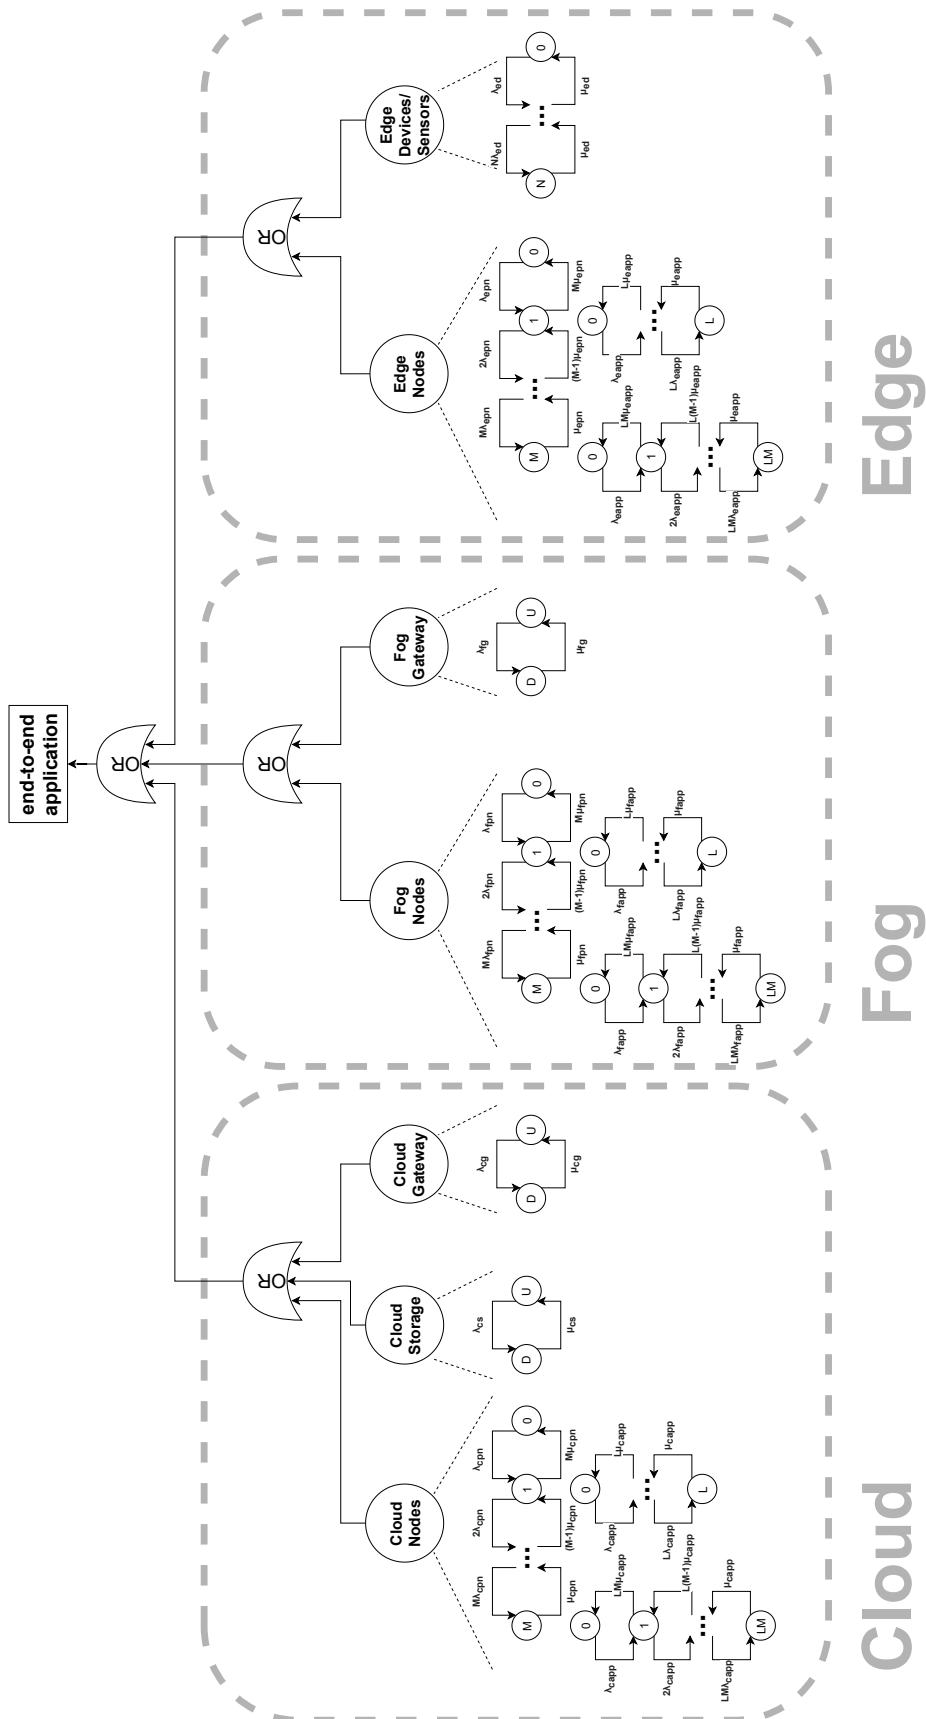 end-to-end
application
OR
OR
OR
OR
Cloud
Nodes
Cloud
Storage
Cloud
Gateway
Fog
Nodes
Fog
Gateway
Edge
Nodes
Edge
Devices/
Sensors
Mλcpn
2λcpn
λcpn
M
1
0
μcpn
(M-1)μcpn
Mμcpn
λcapp
LMμcapp
0
1
2λcapp
L(M-1)μcapp
LMλcapp
μcapp
LM
λcapp
Lμcapp
0
Lλcapp
μcapp
L
λcs
D
U
μcs
λcg
D
U
μcg
Cloud
Mλfpn
2λfpn
λfpn
M
1
0
μfpn
(M-1)μfpn
Mμfpn
λfapp
LMμfapp
0
1
2λfapp
L(M-1)μfapp
LMλfapp
μfapp
LM
λfapp
Lμfapp
0
Lλfapp
μfapp
L
λfg
D
U
μfg
Fog
Mλepn
2λepn
λepn
M
1
0
μepn
(M-1)μepn
Mμepn
λeapp
LMμeapp
0
1
2λeapp
L(M-1)μeapp
LMλeapp
μeapp
LM
λeapp
Lμeapp
0
Lλeapp
μeapp
L
Nλed
λed
N
0
μed
μed
Edge